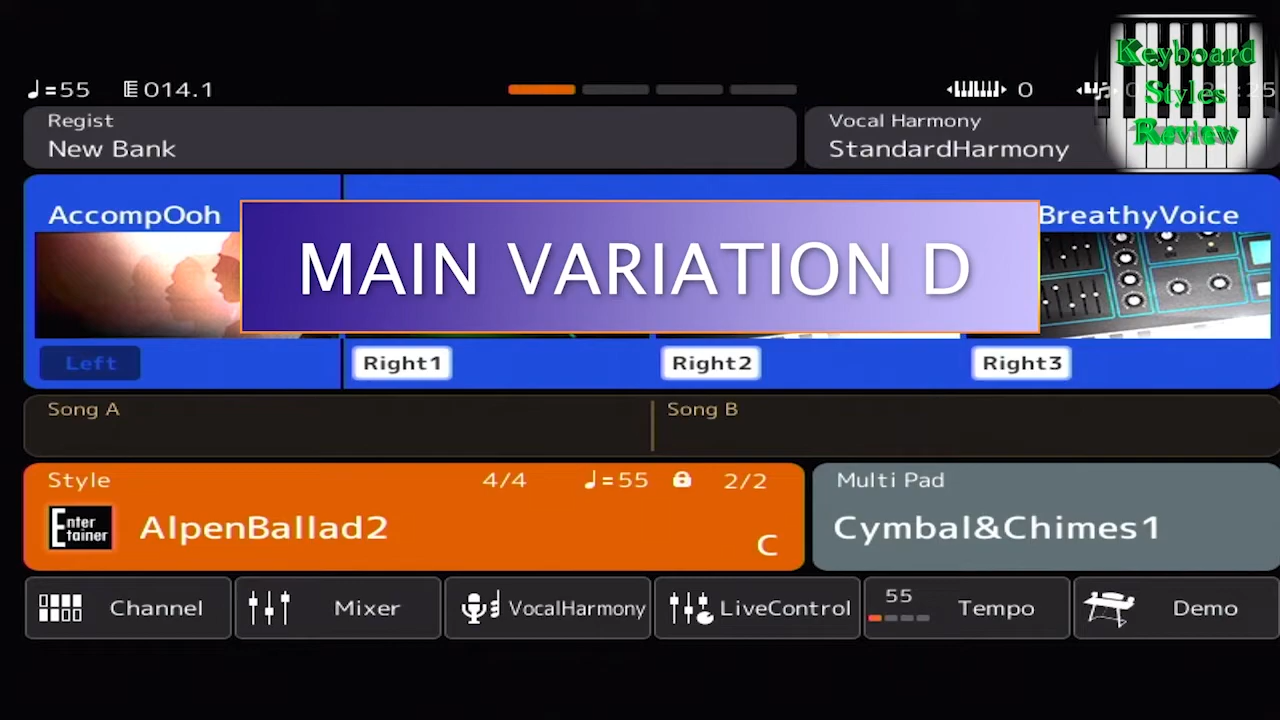 ♩=55
014.1
0
Keyboard
Styles
Review
25
Regist
New Bank
Vocal Harmony
StandardHarmony
AccompOoh
BreathyVoice
MAIN VARIATION D
Left
Right1
Right2
Right3
Song A
Song B
Style
4/4
♩=55
2/2
Entertainer
AlpenBallad2
C
Multi Pad
Cymbal&Chimes1
Channel
Mixer
VocalHarmony
LiveControl
55
Tempo
Demo